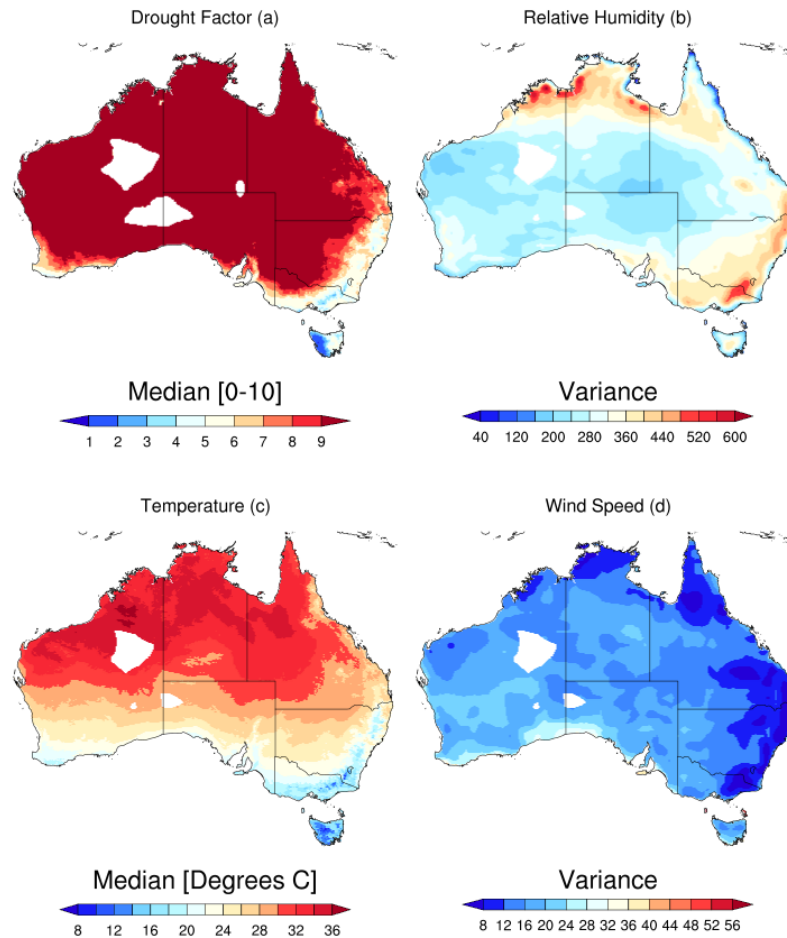 Drought Factor (a)
Relative Humidity (b)
Median [0-10]
1 2 3 4 5 6 7 8 9
Variance
40 120 200 280 360 440 520 600
Temperature (c)
Wind Speed (d)
Median [Degrees C]
8 12 16 20 24 28 32 36
Variance
8 12 16 20 24 28 36 40 44 48 52 56